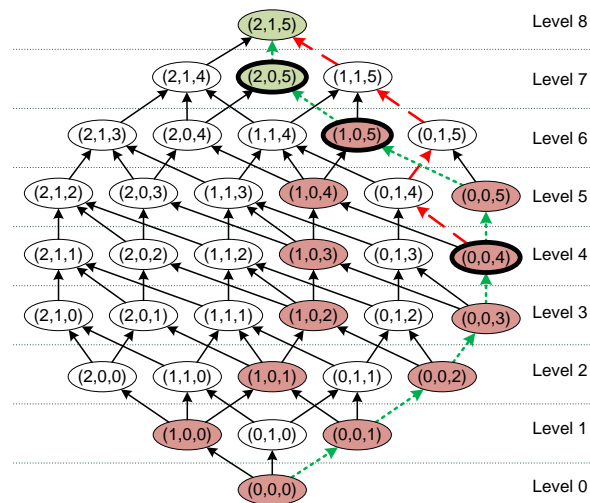 (2,1,5) Level 8
(2,1,4) (2,0,5) (1,1,5) Level 7
(2,1,3) (2,0,4) (1,1,4) (1,0,5) (0,1,5) Level 6
(2,1,2) (2,0,3) (1,1,3) (1,0,4) (0,1,4) (0,0,5) Level 5
(2,1,1) (2,0,2) (1,1,2) (1,0,3) (0,1,3) (0,0,4) Level 4
(2,1,0) (2,0,1) (1,1,1) (1,0,2) (0,1,2) (0,0,3) Level 3
(2,0,0) (1,1,0) (1,0,1) (0,1,1) (0,0,2) Level 2
(1,0,0) (0,1,0) (0,0,1) Level 1
(0,0,0) Level 0